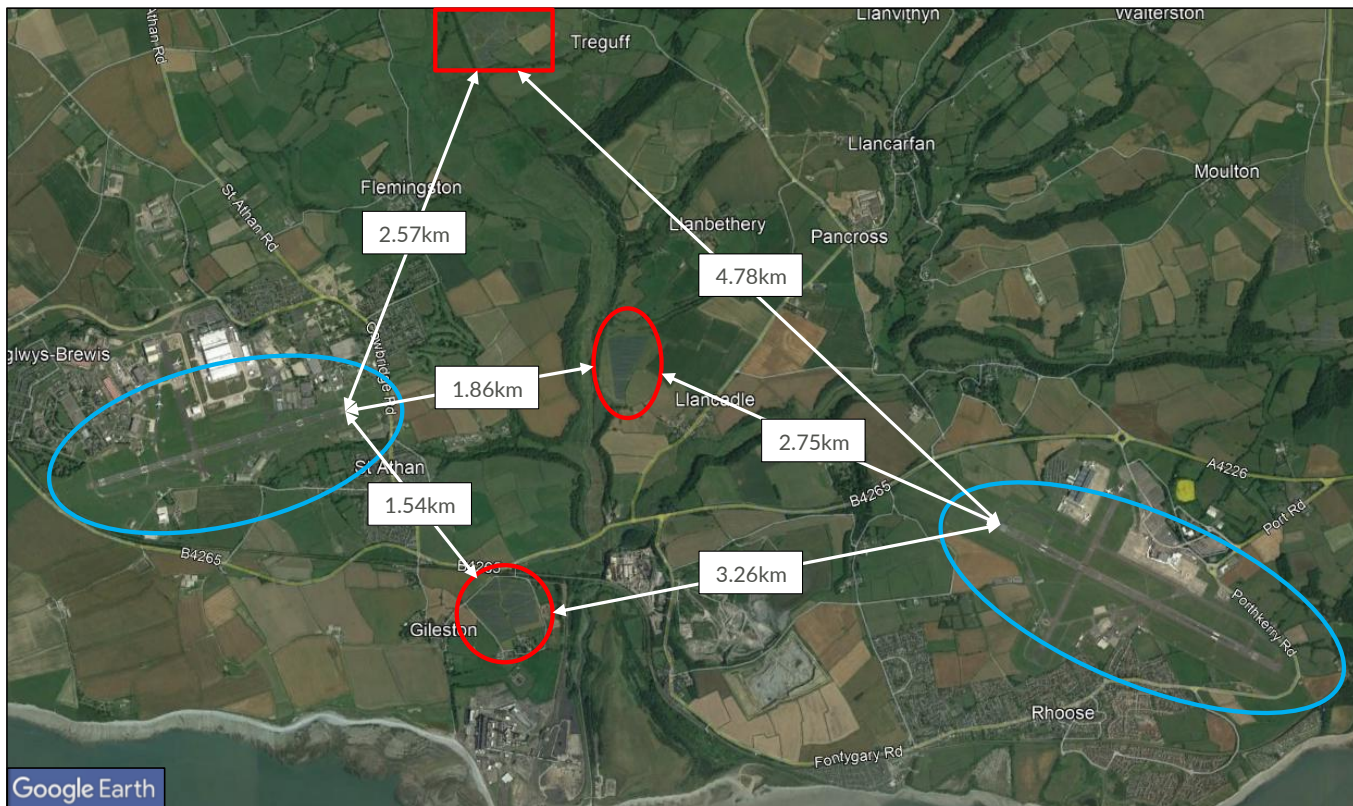 Athan Rd
Treguff
Llanvithyn
Walterston
Llancarfan
Moulton
Flemingston
St Athan Rd
2.57km
Llanbethery
Pancross
4.78km
glwys-Brewis
Cowbridge Rd
1.86km
Llancadle
2.75km
St Athan
A4226
B4265
Port Rd
1.54km
B4265
B4265
3.26km
Gileston
Porthkerry Rd
Rhoose
Fontygary Rd
Google Earth